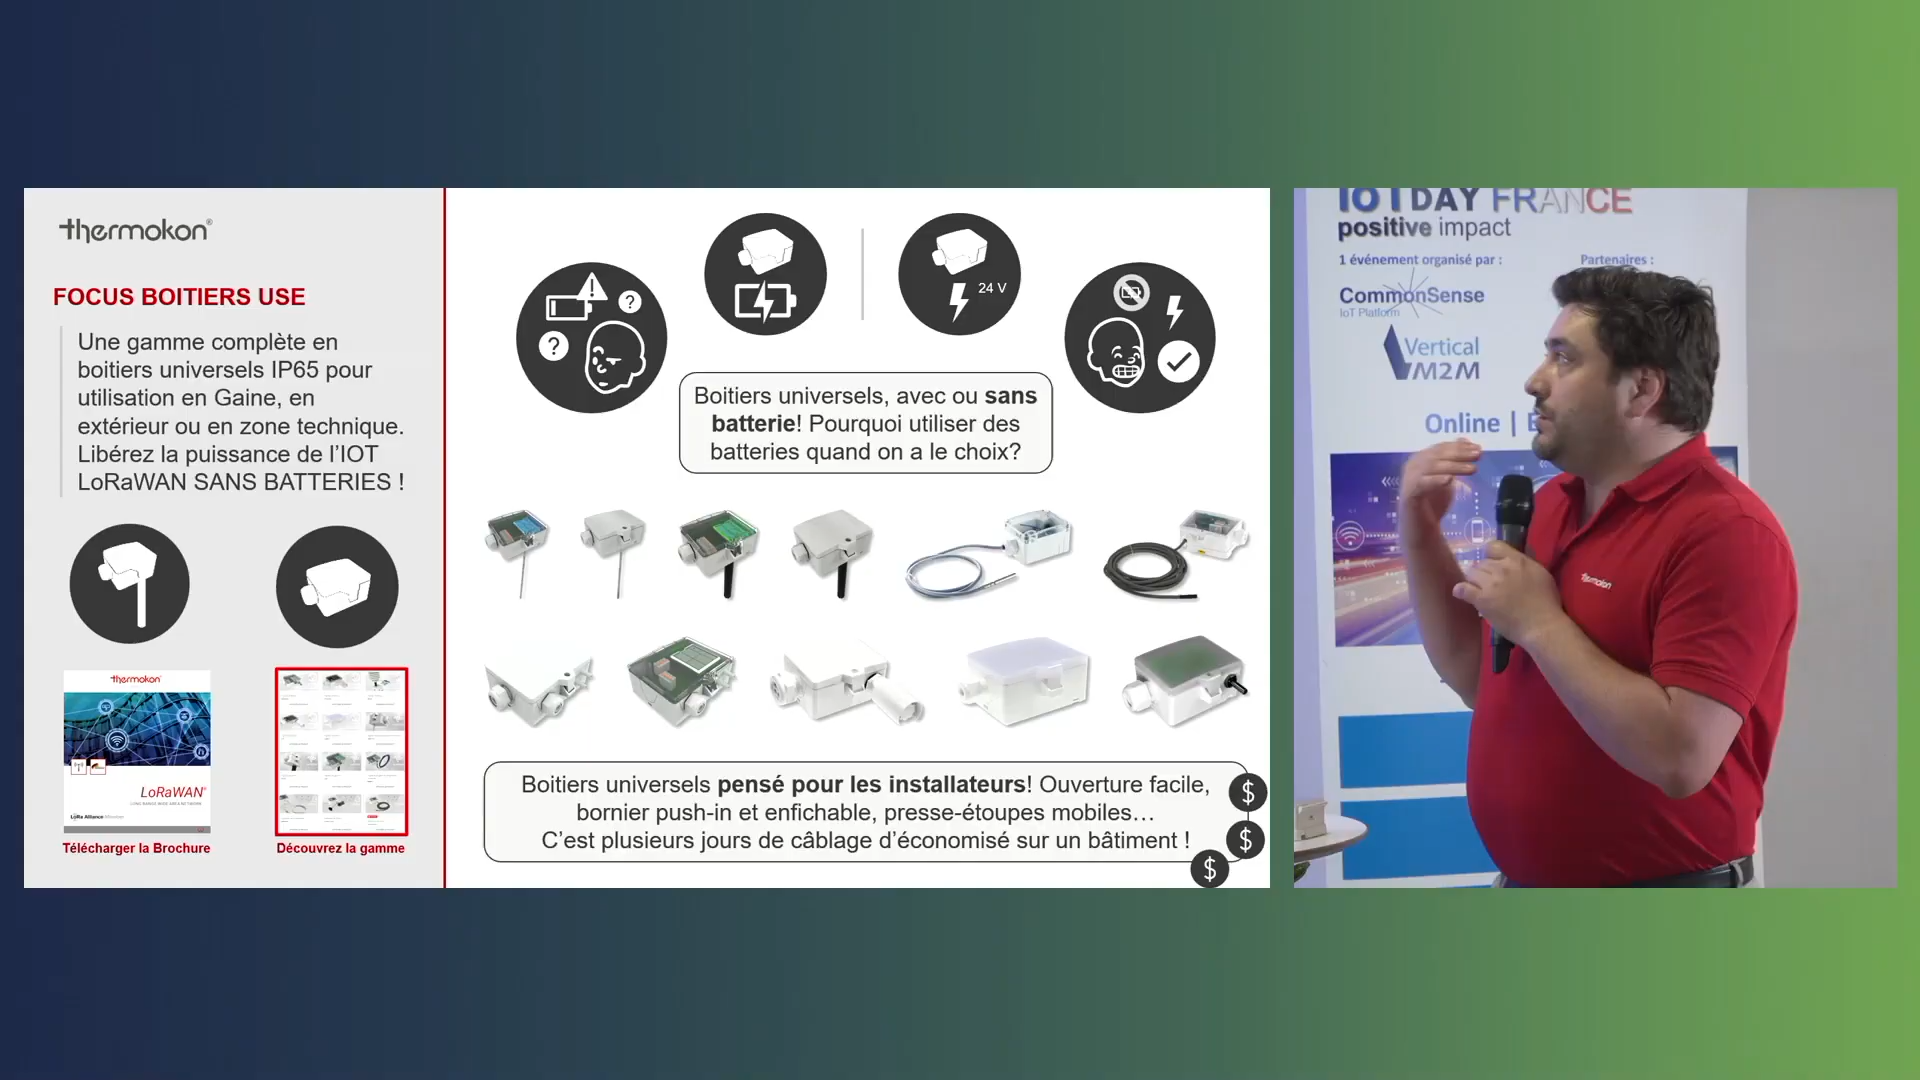 thermokon®
FOCUS BOITIERS USE
Une gamme complète en
boitiers universels IP65 pour
utilisation en Gaine, en
extérieur ou en zone technique.
Libérez la puissance de l'IOT
LoRaWAN SANS BATTERIES !
thermokon
LoRaWAN
LoRa Alliance Member
Télécharger la Brochure
Découvrez la gamme
?
?
24 V
Boitiers universels, avec ou sans
batterie! Pourquoi utiliser des
batteries quand on a le choix?
Boitiers universels pensé pour les installateurs! Ouverture facile,
bornier push-in et enfichable, presse-étoupes mobiles…
C'est plusieurs jours de câblage d'économisé sur un bâtiment !
$
$
$
IoT DAY FRANCE
positive impact
1 événement organisé par :
Partenaires :
CommonSense
IoT Platform
Vertical
M2M
Online |
thermokon